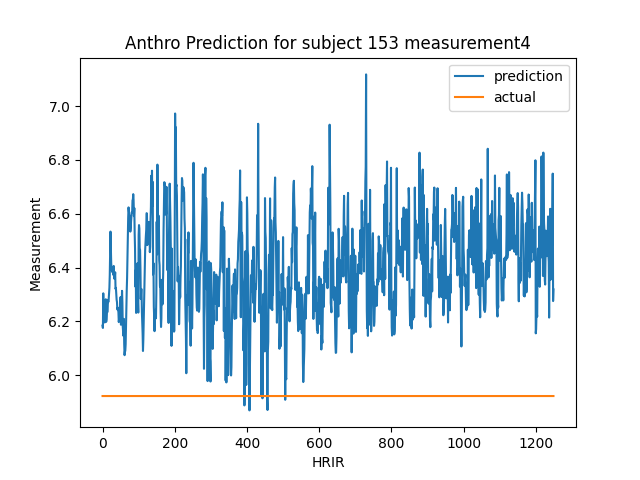 Anthro Prediction for subject 153 measurement4
prediction
actual
7.0
6.8
6.6
6.4
6.2
6.0
Measurement
0
200
400
600
800
1000
1200
HRIR